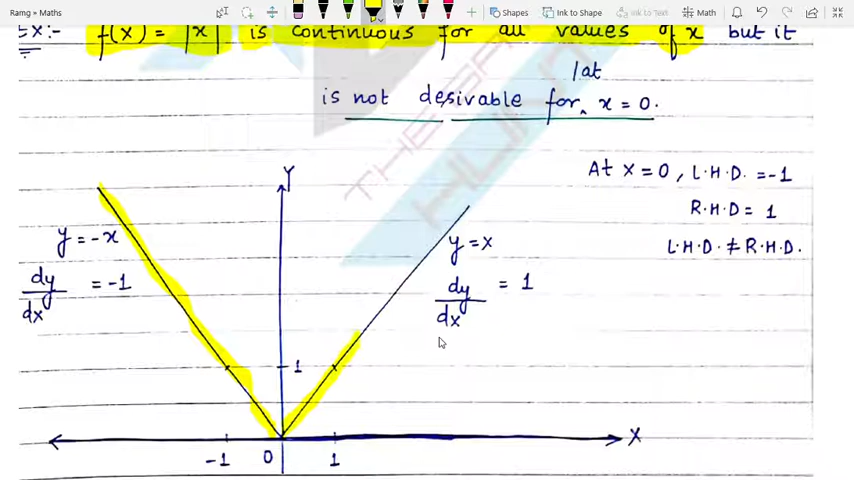 Ramg » Maths
Shapes
Ink to Shape
Ink to Text
Math
Ex:- f(x) = |x| is continuous for all values of x but it
/at
is not desivable for x = 0.
Y
At x = 0, L.H.D. = -1
R.H.D = 1
L.H.D. ≠ R.H.D.
y = -x
dy/dx = -1
y = x
dy/dx = 1
1
X
-1 0 1